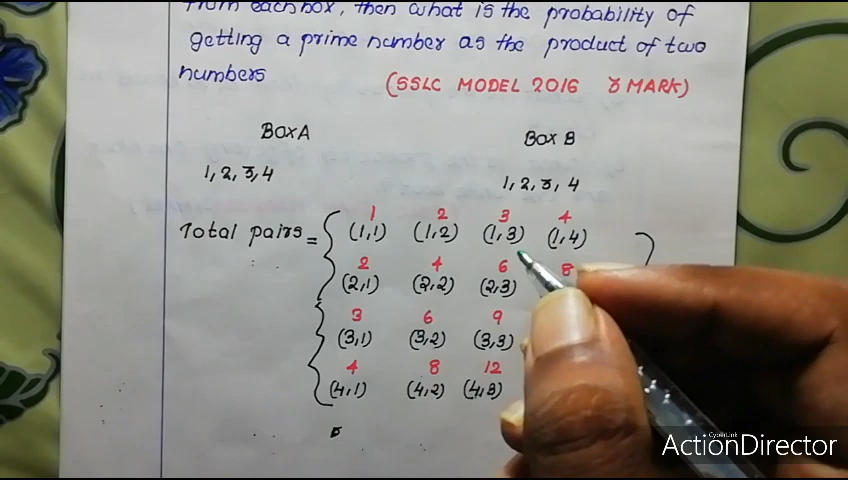 from each box, then what is the probability of
getting a prime number as the product of two
numbers (SSLC MODEL 2016 3 MARK)
Box A Box B
1, 2, 3, 4 1, 2, 3, 4
1 2 3 4
Total pairs = { (1,1) (1,2) (1,3) (1,4) }
2 4 6 8
(2,1) (2,2) (2,3)
3 6 9
(3,1) (3,2) (3,3)
4 8 12
(4,1) (4,2) (4,3)
CyberLink
ActionDirector